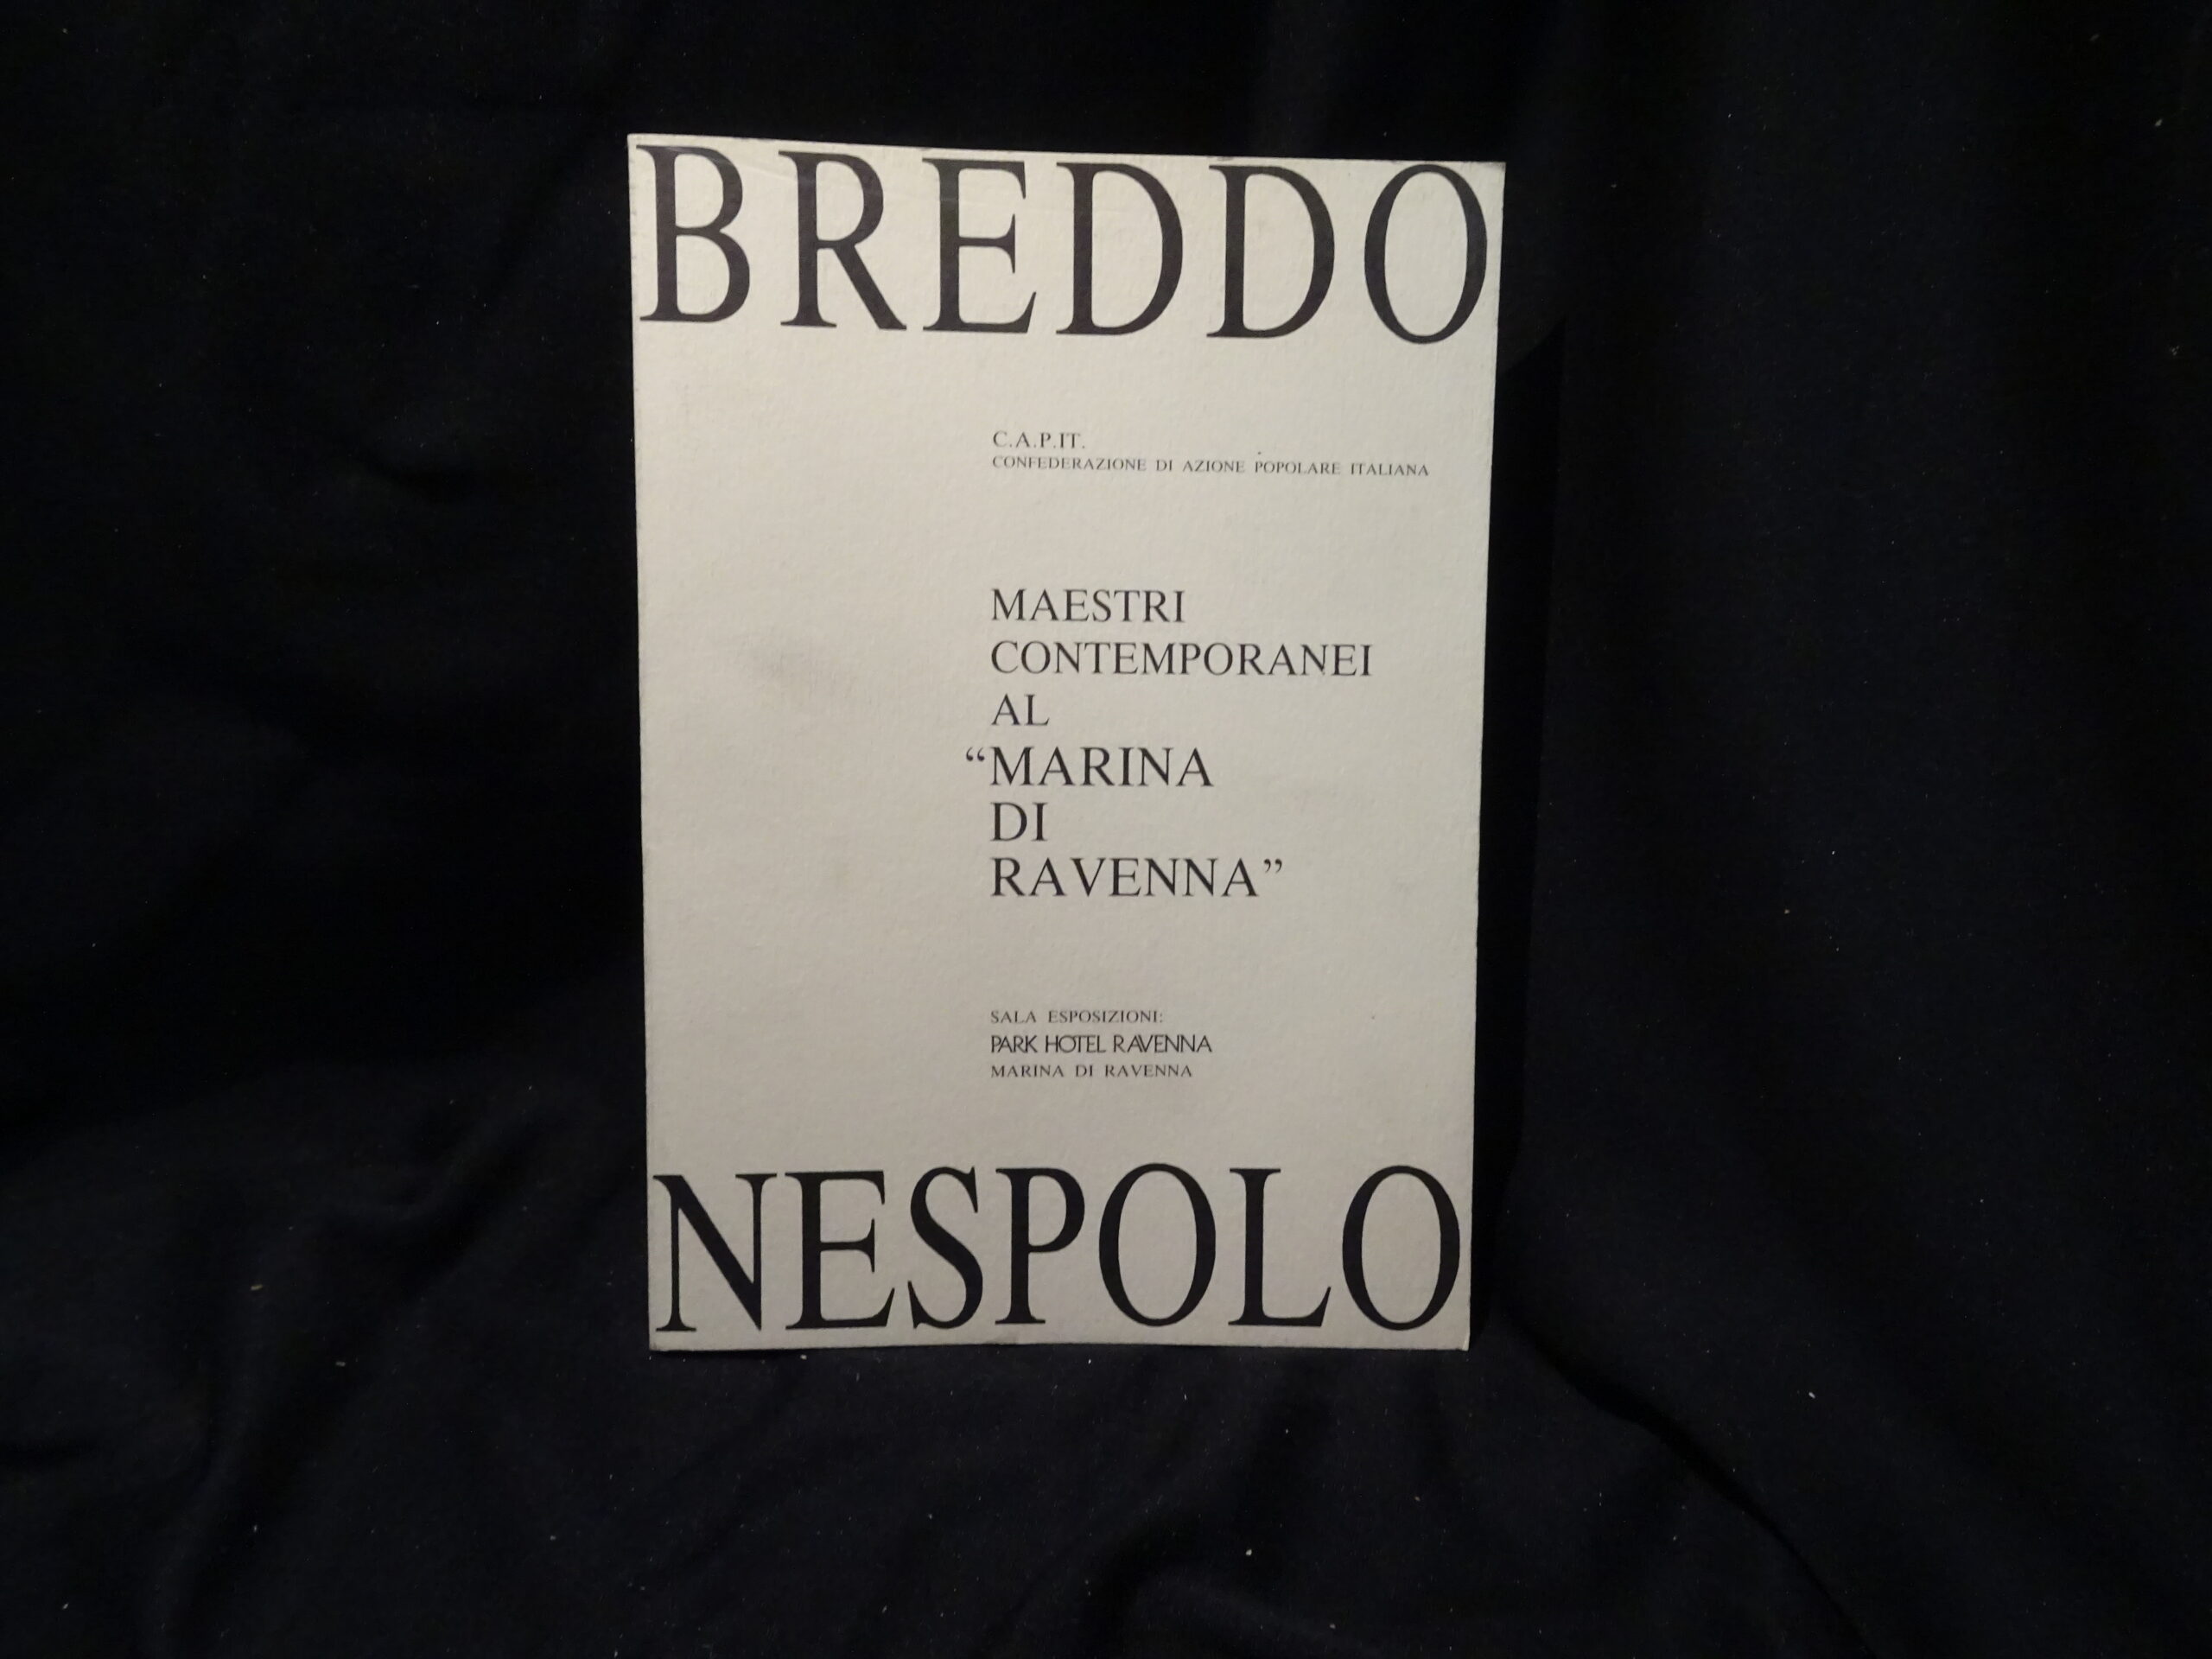 BREDDO
C.A.P.IT.
CONFEDERAZIONE DI AZIONE POPOLARE ITALIANA
MAESTRI
CONTEMPORANEI
AL
“MARINA
DI
RAVENNA”
SALA ESPOSIZIONI:
PARK HOTEL RAVENNA
MARINA DI RAVENNA
NESPOLO